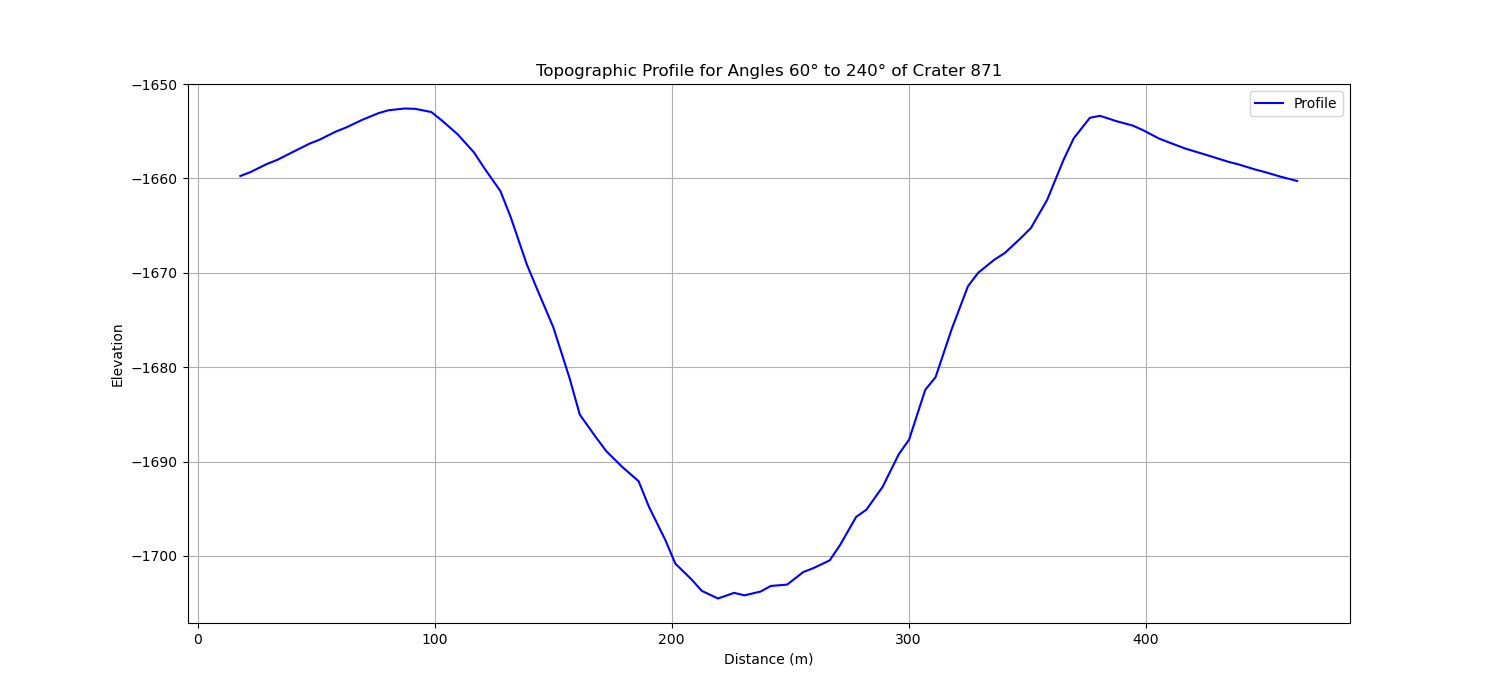 Topographic Profile for Angles 60° to 240° of Crater 871
Profile
−1650
−1660
−1670
−1680
−1690
−1700
Elevation
0 100 200 300 400
Distance (m)